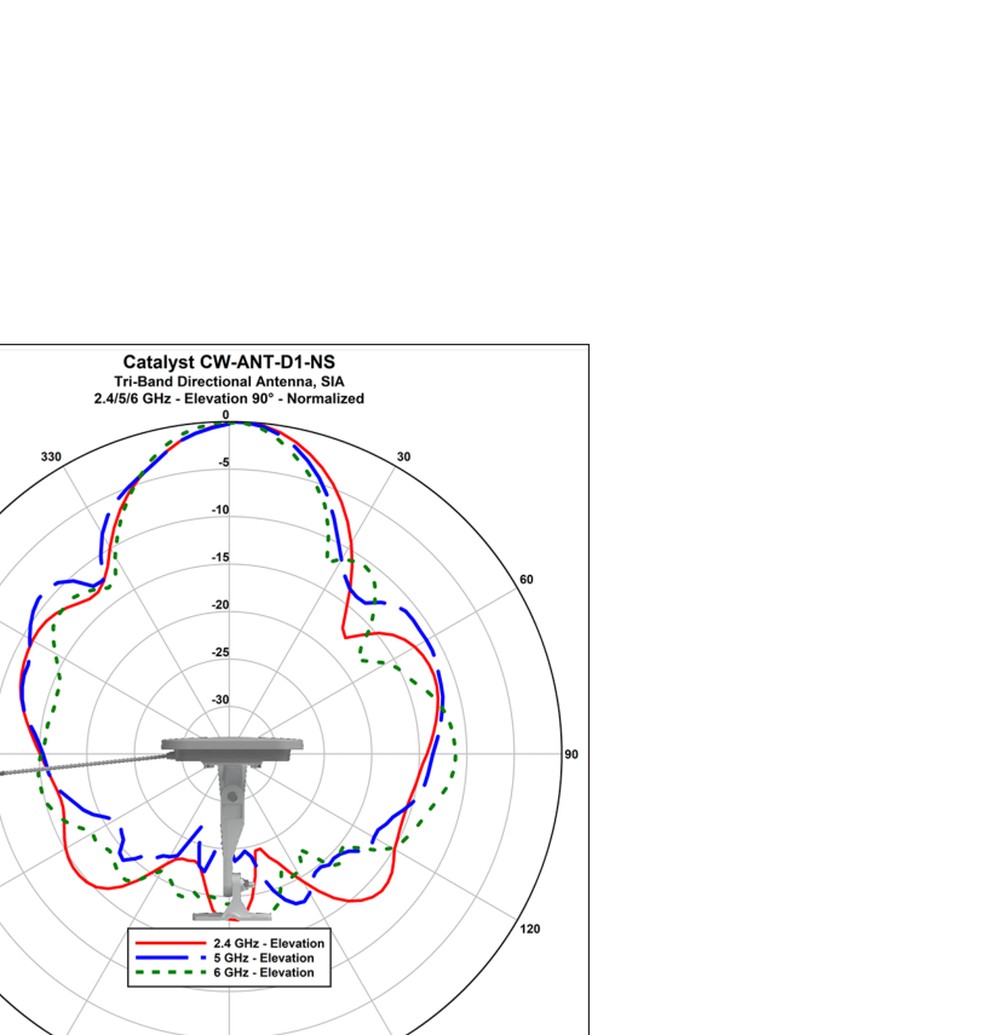 Catalyst CW-ANT-D1-NS
Tri-Band Directional Antenna, SIA
2.4/5/6 GHz - Elevation 90° - Normalized
0
330
30
-5
-10
-15
60
-20
-25
-30
90
120
2.4 GHz - Elevation
5 GHz - Elevation
6 GHz - Elevation